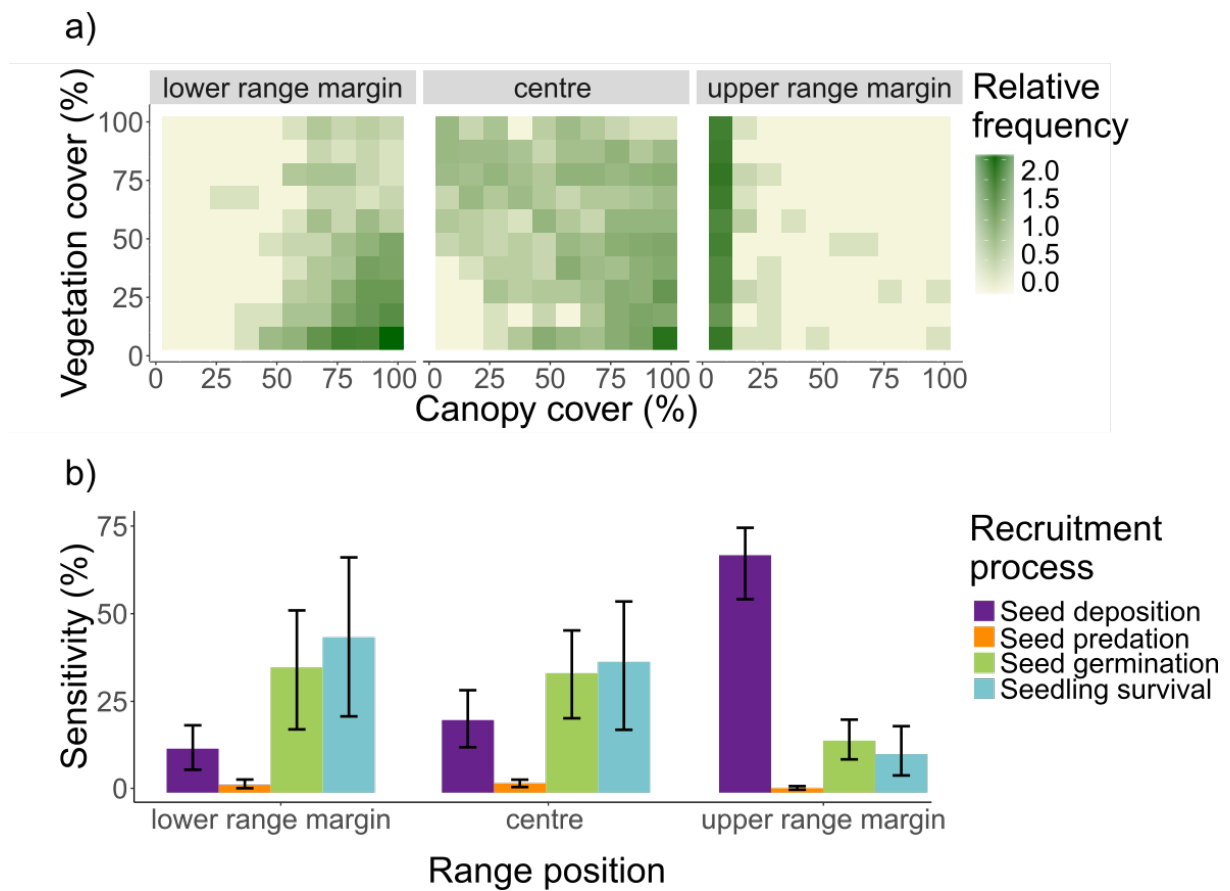 a)
lower range margin centre upper range margin
Relative
frequency
Vegetation cover (%)
100
75
50
25
0
2.0
1.5
1.0
0.5
0.0
0 25 50 75 100 0 25 50 75 100 0 25 50 75 100
Canopy cover (%)
b)
Sensitivity (%)
75
50
25
0
Recruitment
process
Seed deposition
Seed predation
Seed germination
Seedling survival
lower range margin centre upper range margin
Range position